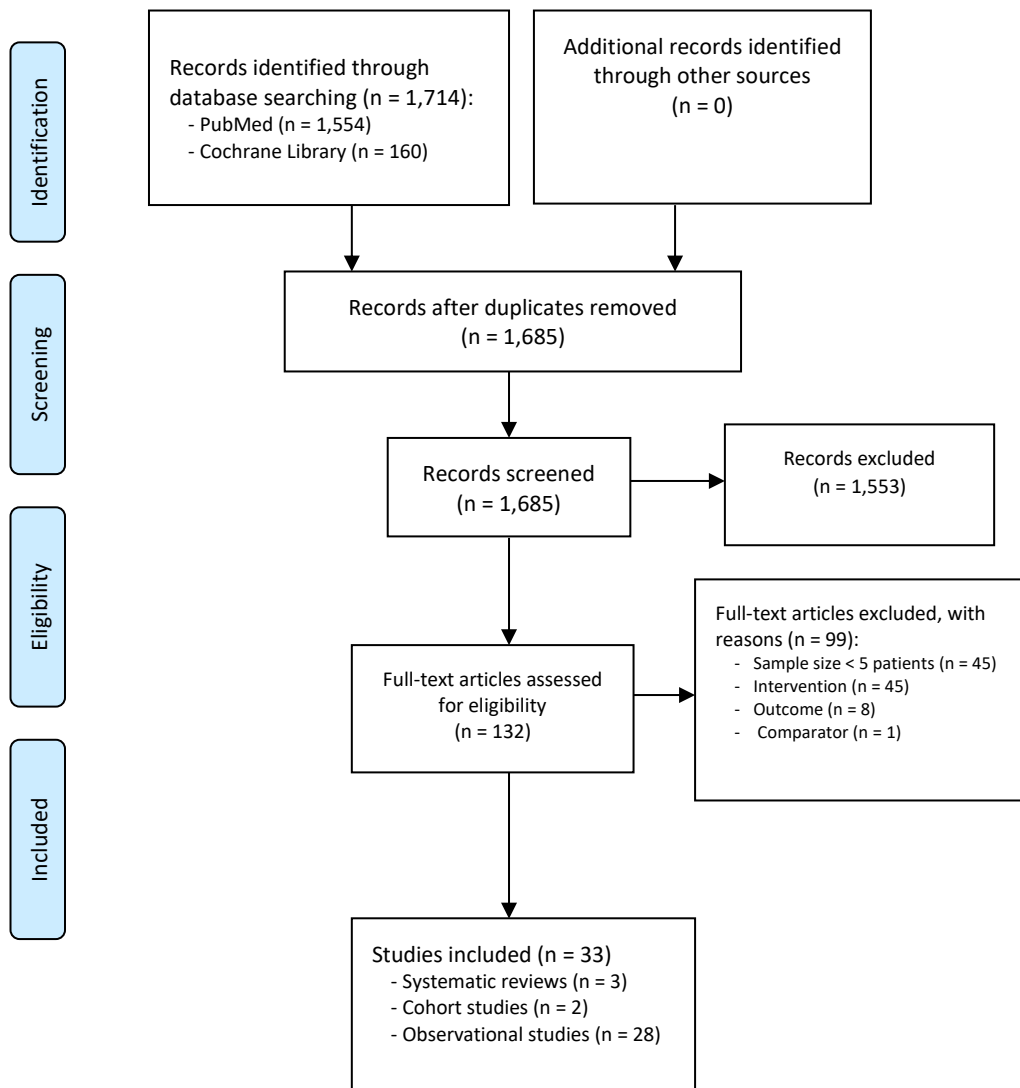 Identification
Records identified through
database searching (n = 1,714):
- PubMed (n = 1,554)
- Cochrane Library (n = 160)
Additional records identified
through other sources
(n = 0)
Screening
Records after duplicates removed
(n = 1,685)
Records screened
(n = 1,685)
Records excluded
(n = 1,553)
Eligibility
Full-text articles assessed
for eligibility
(n = 132)
Full-text articles excluded, with
reasons (n = 99):
- Sample size < 5 patients (n = 45)
- Intervention (n = 45)
- Outcome (n = 8)
- Comparator (n = 1)
Included
Studies included (n = 33)
- Systematic reviews (n = 3)
- Cohort studies (n = 2)
- Observational studies (n = 28)